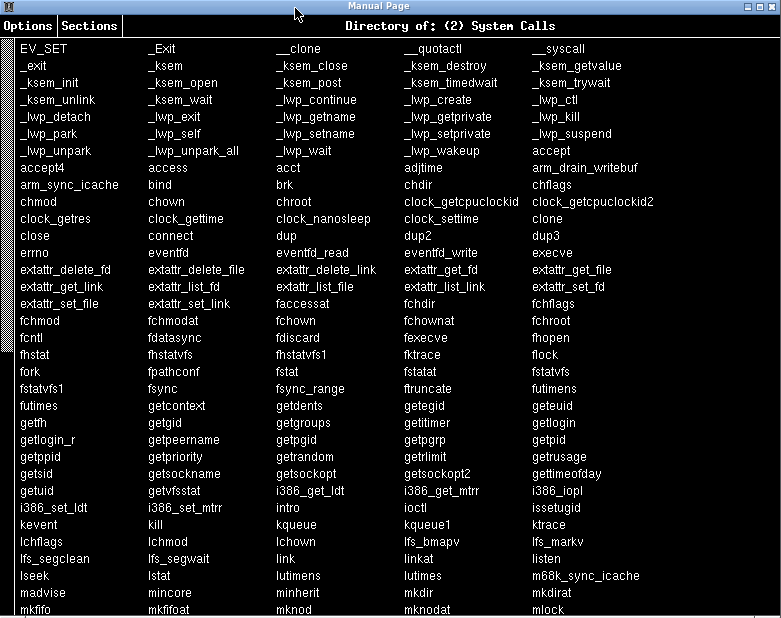 Manual Page
Options Sections Directory of: (2) System Calls
EV_SET _Exit __clone __quotactl __syscall
_exit _ksem _ksem_close _ksem_destroy _ksem_getvalue
_ksem_init _ksem_open _ksem_post _ksem_timedwait _ksem_trywait
_ksem_unlink _ksem_wait _lwp_continue _lwp_create _lwp_ctl
_lwp_detach _lwp_exit _lwp_getname _lwp_getprivate _lwp_kill
_lwp_park _lwp_self _lwp_setname _lwp_setprivate _lwp_suspend
_lwp_unpark _lwp_unpark_all _lwp_wait _lwp_wakeup accept
accept4 access acct adjtime arm_drain_writebuf
arm_sync_icache bind brk chdir chflags
chmod chown chroot clock_getcpuclockid clock_getcpuclockid2
clock_getres clock_gettime clock_nanosleep clock_settime clone
close connect dup dup2 dup3
errno eventfd eventfd_read eventfd_write execve
extattr_delete_fd extattr_delete_file extattr_delete_link extattr_get_fd extattr_get_file
extattr_get_link extattr_list_fd extattr_list_file extattr_list_link extattr_set_fd
extattr_set_file extattr_set_link faccessat fchdir fchflags
fchmod fchmodat fchown fchownat fchroot
fcntl fdatasync fdiscard fexecve fhopen
fhstat fhstatvfs fhstatvfs1 fktrace flock
fork fpathconf fstat fstatat fstatvfs
fstatvfs1 fsync fsync_range ftruncate futimens
futimes getcontext getdents getegid geteuid
getfh getgid getgroups getitimer getlogin
getlogin_r getpeername getpgid getpgrp getpid
getppid getpriority getrandom getrlimit getrusage
getsid getsockname getsockopt getsockopt2 gettimeofday
getuid getvfsstat i386_get_ldt i386_get_mtrr i386_iopl
i386_set_ldt i386_set_mtrr intro ioctl issetugid
kevent kill kqueue kqueue1 ktrace
lchflags lchmod lchown lfs_bmapv lfs_markv
lfs_segclean lfs_segwait link linkat listen
lseek lstat lutimens lutimes m68k_sync_icache
madvise mincore minherit mkdir mkdirat
mkfifo mkfifoat mknod mknodat mlock